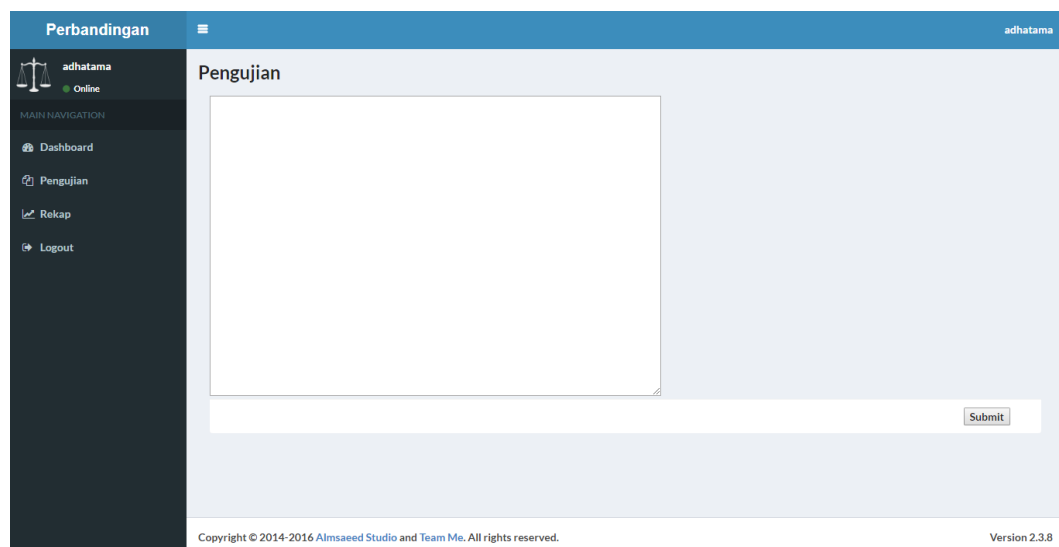 Perbandingan
adhatama
adhatama
Online
MAIN NAVIGATION
Dashboard
Pengujian
Rekap
Logout
Pengujian
Submit
Copyright © 2014-2016 Almsaeed Studio and Team Me. All rights reserved.
Version 2.3.8